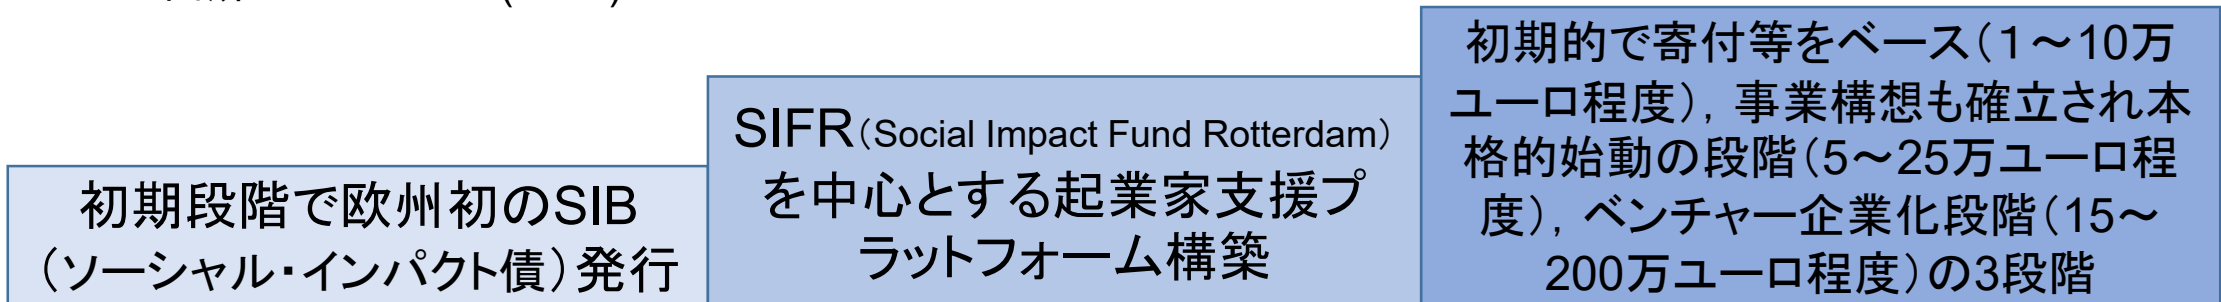 初期段階で欧州初のSIB
（ソーシャル・インパクト債）発行
SIFR（Social Impact Fund Rotterdam）
を中心とする起業家支援プ
ラットフォーム構築
初期的で寄付等をベース（１～10万
ユーロ程度），事業構想も確立され本
格的始動の段階（5～25万ユーロ程
度），ベンチャー企業化段階（15～
200万ユーロ程度）の3段階